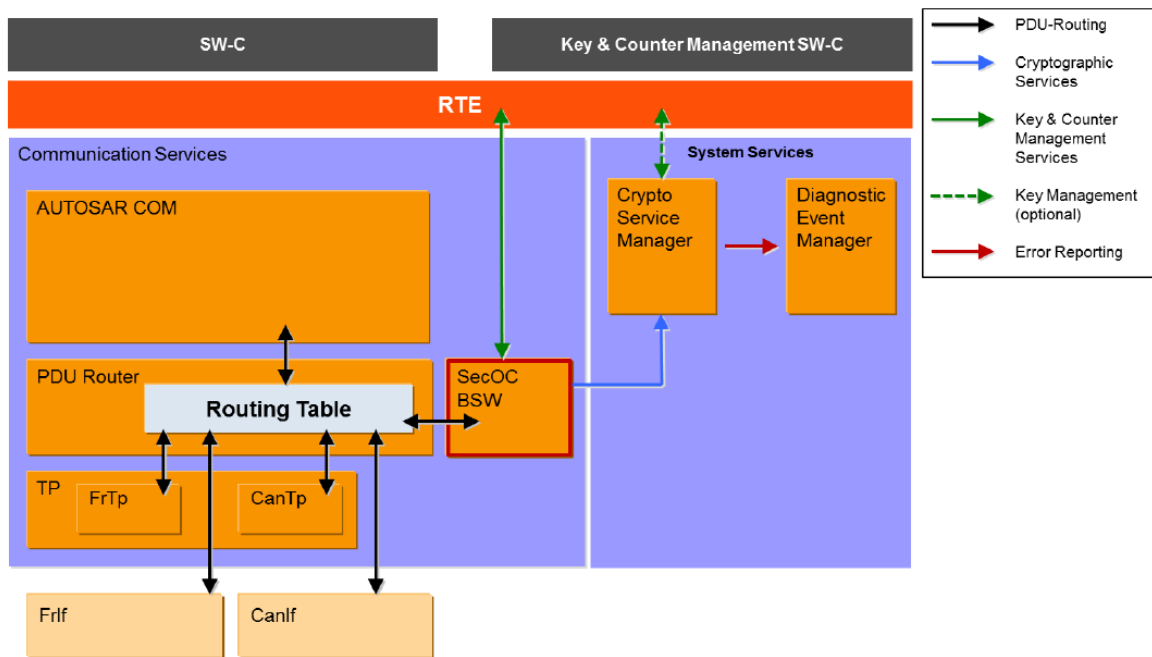 SW-C
Key & Counter Management SW-C
RTE
Communication Services
System Services
AUTOSAR COM
Crypto
Service
Manager
Diagnostic
Event
Manager
PDU Router
Routing Table
SecOC
BSW
TP
FrTp
CanTp
FrIf
CanIf
PDU-Routing
Cryptographic
Services
Key & Counter
Management
Services
Key Management
(optional)
Error Reporting